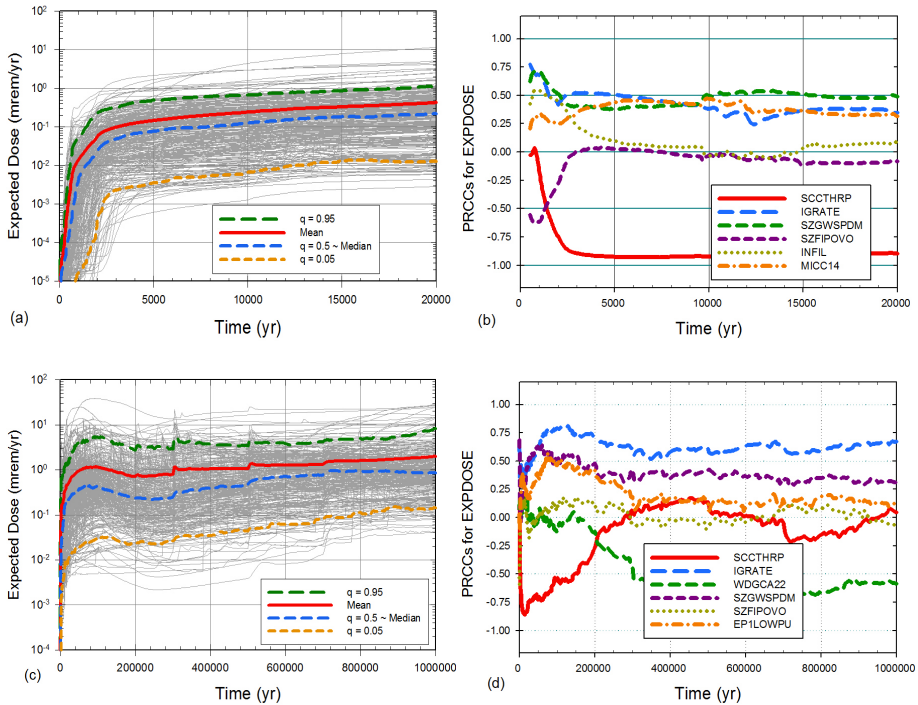 10²
10¹
10⁰
10⁻¹
10⁻²
10⁻³
10⁻⁴
10⁻⁵
Expected Dose (mrem/yr)
q = 0.95
Mean
q = 0.5 ~ Median
q = 0.05
0 5000 10000 15000 20000
Time (yr)
(a)
1.00
0.75
0.50
0.25
0.00
-0.25
-0.50
-0.75
-1.00
PRCCs for EXPDOSE
SCCTHRP
IGRATE
SZGWSPDM
SZFIPOVO
INFIL
MICC14
0 5000 10000 15000 20000
Time (yr)
(b)
10²
10¹
10⁰
10⁻¹
10⁻²
10⁻³
10⁻⁴
Expected Dose (mrem/yr)
q = 0.95
Mean
q = 0.5 ~ Median
q = 0.05
0 200000 400000 600000 800000 1000000
Time (yr)
(c)
1.00
0.75
0.50
0.25
0.00
-0.25
-0.50
-0.75
-1.00
PRCCs for EXPDOSE
SCCTHRP
IGRATE
WDGCA22
SZGWSPDM
SZFIPOVO
EP1LOWPU
0 200000 400000 600000 800000 1000000
Time (yr)
(d)